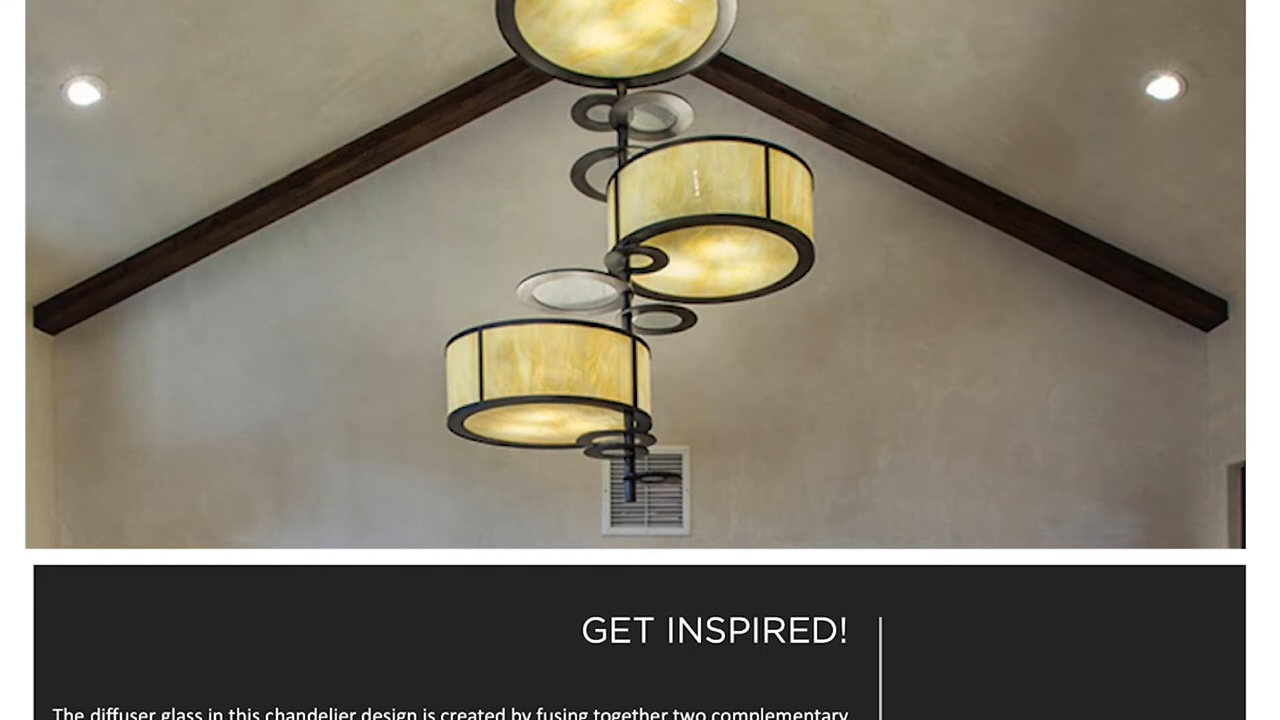 GET INSPIRED!
The diffuser glass in this chandelier design is created by fusing together two complementary